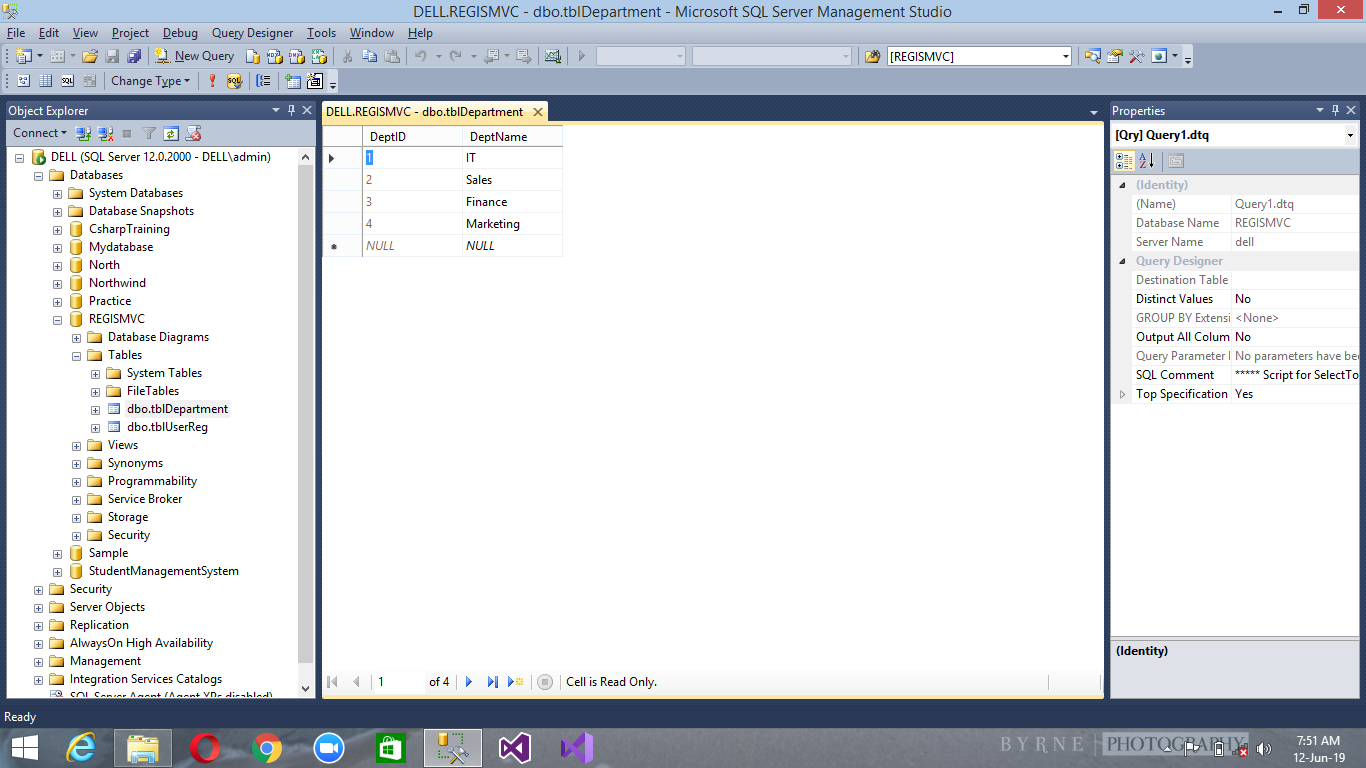 DELL.REGISMVC - dbo.tblDepartment - Microsoft SQL Server Management Studio
File Edit View Project Debug Query Designer Tools Window Help
New Query [REGISMVC]
Change Type
Object Explorer
Connect
DELL (SQL Server 12.0.2000 - DELL\admin)
Databases
System Databases
Database Snapshots
CsharpTraining
Mydatabase
North
Northwind
Practice
REGISMVC
Database Diagrams
Tables
System Tables
FileTables
dbo.tblDepartment
dbo.tblUserReg
Views
Synonyms
Programmability
Service Broker
Storage
Security
Sample
StudentManagementSystem
Security
Server Objects
Replication
AlwaysOn High Availability
Management
Integration Services Catalogs
SQL Server Agent (Agent XPs disabled)
DELL.REGISMVC - dbo.tblDepartment
DeptID DeptName
1 IT
2 Sales
3 Finance
4 Marketing
NULL NULL
1 of 4 Cell is Read Only.
Properties
[Qry] Query1.dtq
(Identity)
(Name) Query1.dtq
Database Name REGISMVC
Server Name dell
Query Designer
Destination Table
Distinct Values No
GROUP BY Extensi <None>
Output All Colum No
Query Parameter No parameters have bee
SQL Comment ***** Script for SelectTo
Top Specification Yes
(Identity)
Ready
BYRNE PHOTOGRAPHY
7:51 AM
12-Jun-19